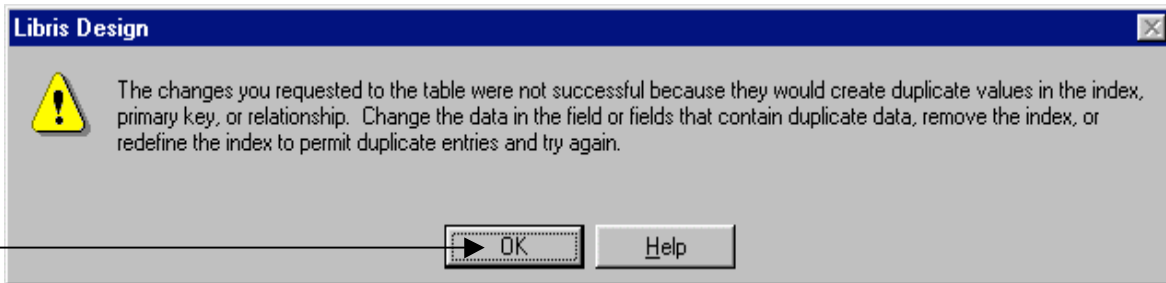 Libris Design
The changes you requested to the table were not successful because they would create duplicate values in the index,
primary key, or relationship.  Change the data in the field or fields that contain duplicate data, remove the index, or
redefine the index to permit duplicate entries and try again.
OK
Help